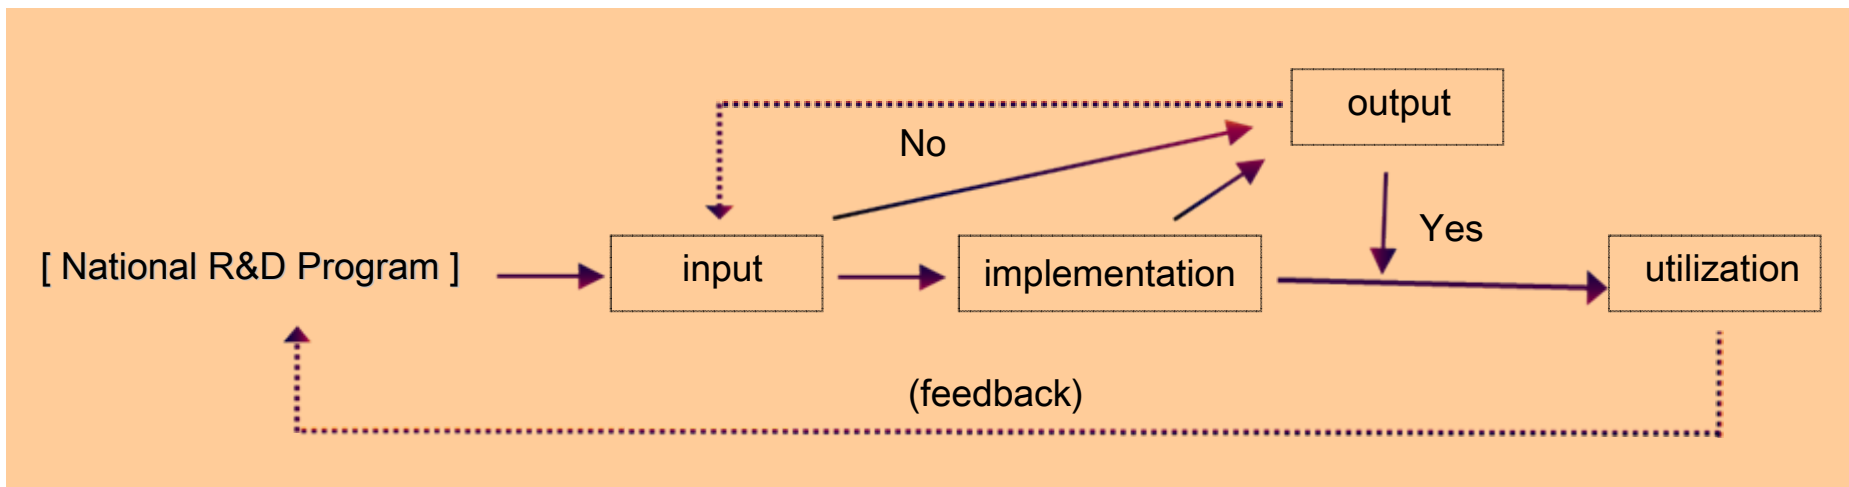 output
No
Yes
[ National R&D Program ]
input
implementation
utilization
(feedback)